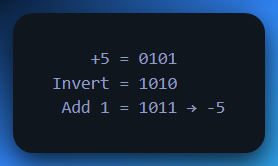 +5 = 0101
Invert = 1010
Add 1 = 1011 → -5